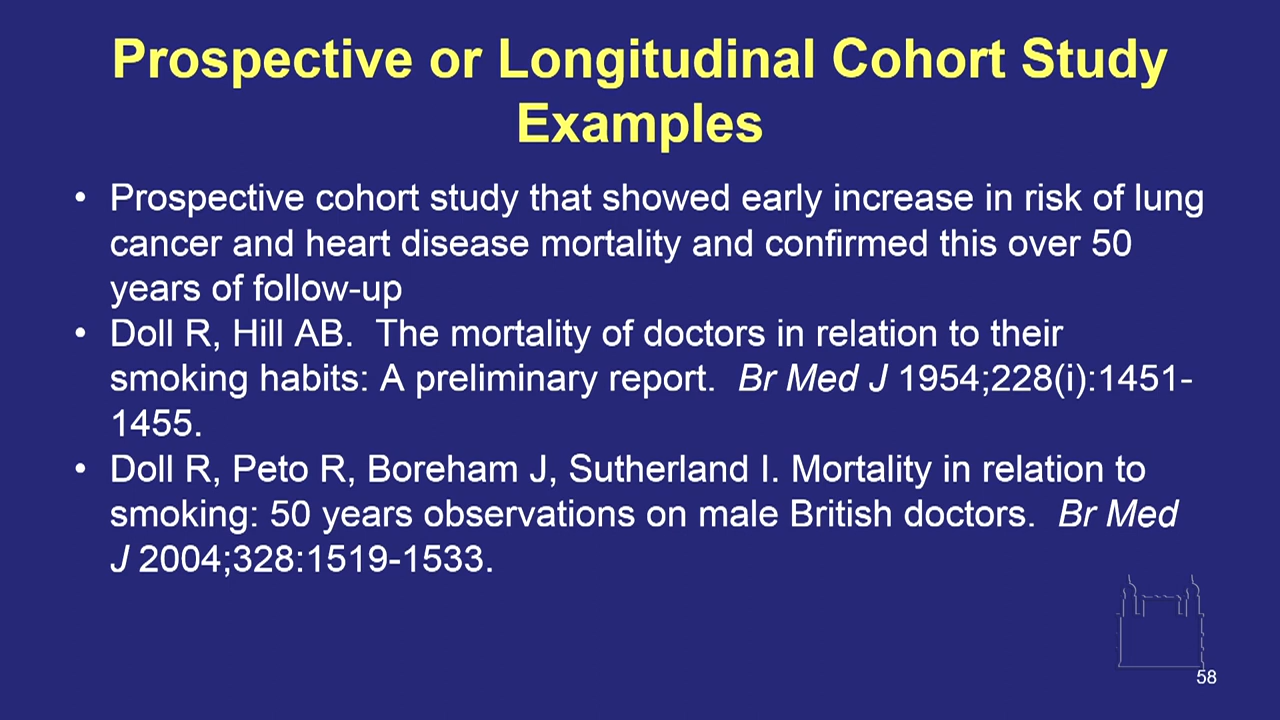 Prospective or Longitudinal Cohort Study
Examples
• Prospective cohort study that showed early increase in risk of lung
cancer and heart disease mortality and confirmed this over 50
years of follow-up
• Doll R, Hill AB.  The mortality of doctors in relation to their
smoking habits: A preliminary report.  Br Med J 1954;228(i):1451-
1455.
• Doll R, Peto R, Boreham J, Sutherland I. Mortality in relation to
smoking: 50 years observations on male British doctors.  Br Med
J 2004;328:1519-1533.
58